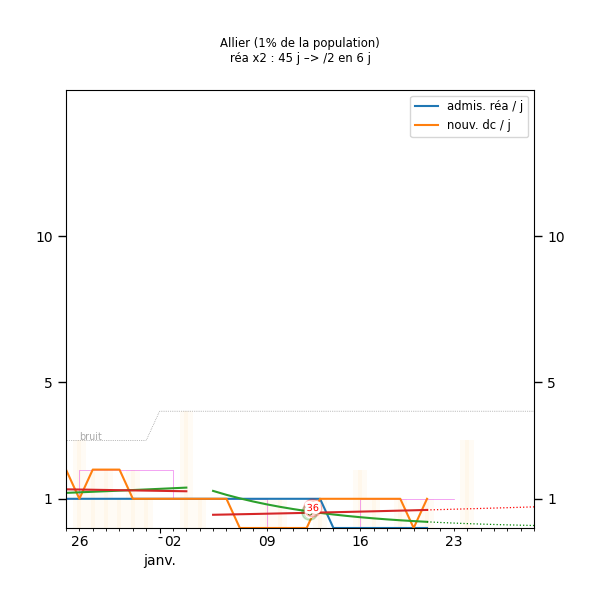 Allier (1% de la population)
réa x2 : 45 j –> /2 en 6 j
admis. réa / j
nouv. dc / j
10 10
5 5
bruit
36
1 1
26 02 09 16 23
janv.